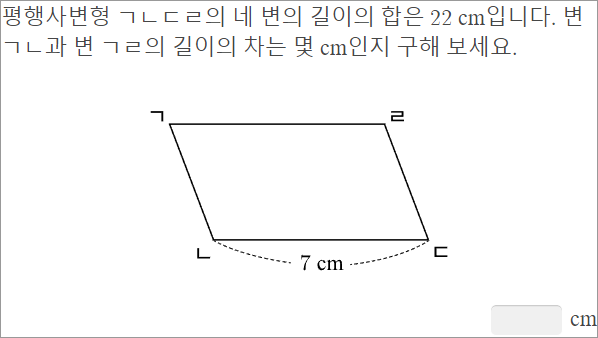 평행사변형 ㄱㄴㄷㄹ의 네 변의 길이의 합은 22 cm입니다. 변
ㄱㄴ과 변 ㄱㄹ의 길이의 차는 몇 cm인지 구해 보세요.
ㄱ ㄹ
ㄴ ㄷ
7 cm
cm